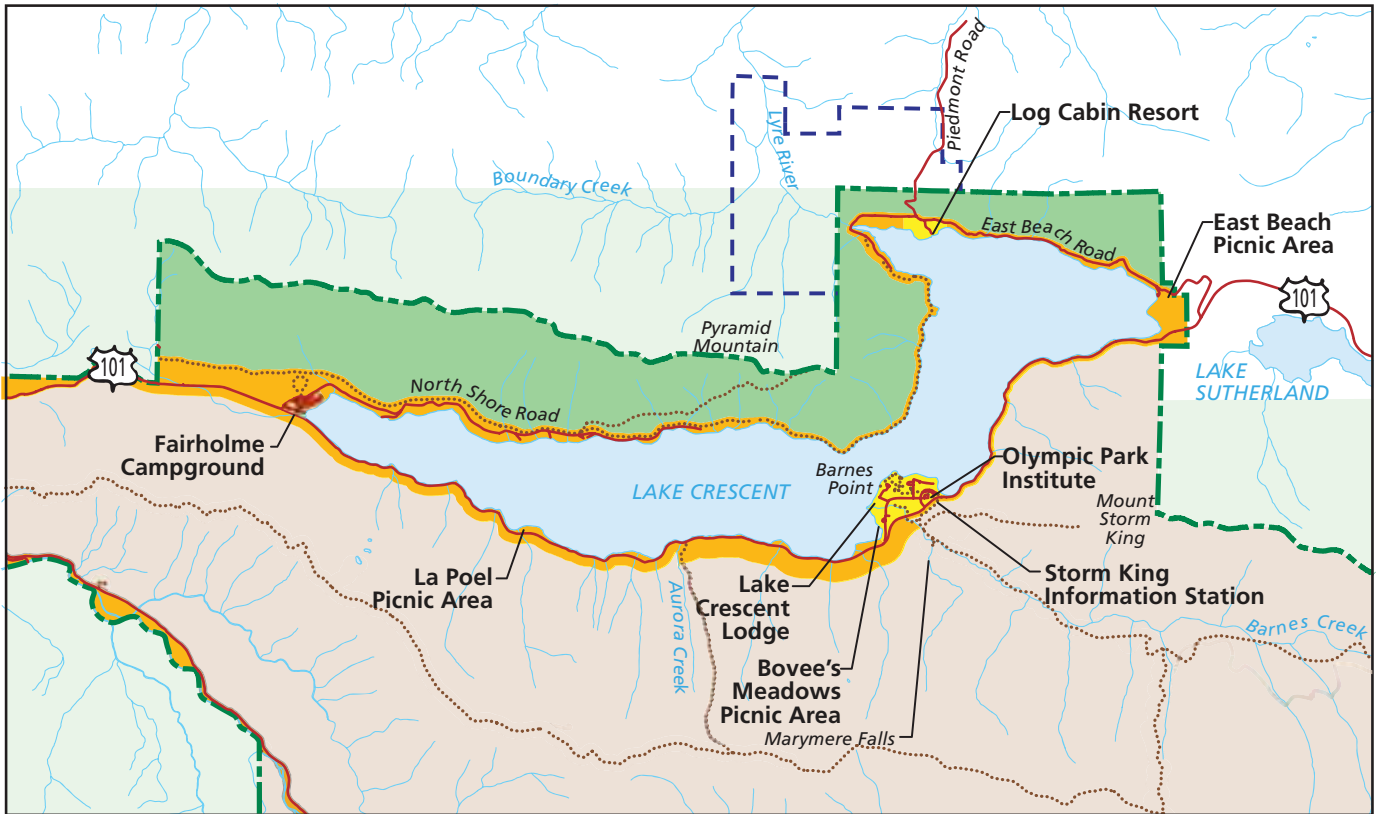 Piedmont Road
Log Cabin Resort
Lyre River
Boundary Creek
East Beach Road
East Beach
Picnic Area
101
Pyramid
Mountain
101
LAKE
SUTHERLAND
North Shore Road
Fairholme
Campground
Barnes
Point
Olympic Park
Institute
LAKE CRESCENT
Mount
Storm
King
La Poel
Picnic Area
Aurora Creek
Lake
Crescent
Lodge
Storm King
Information Station
Barnes Creek
Bovee's
Meadows
Picnic Area
Marymere Falls